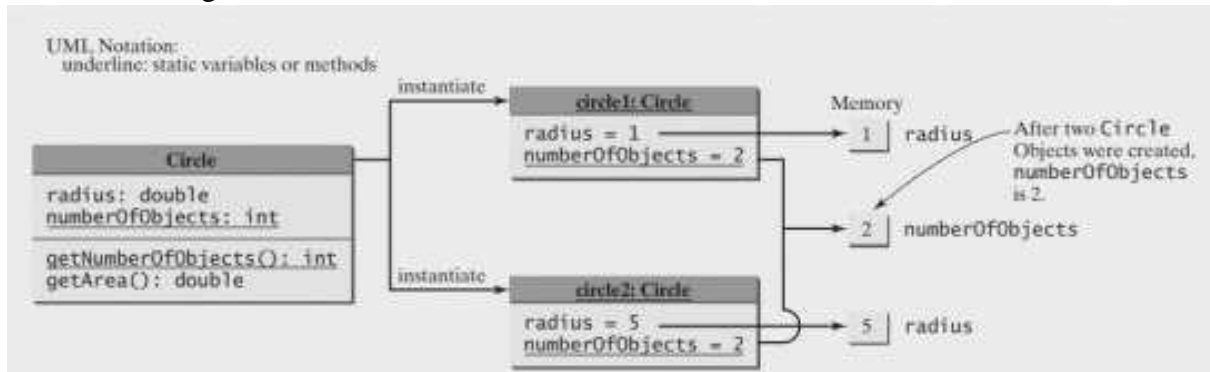 UML Notation:
underline: static variables or methods
instantiate
circle1: Circle
radius = 1
numberOfObjects = 2
Memory
1 radius
After two Circle
Objects were created,
numberOfObjects
is 2.
Circle
radius: double
numberOfObjects: int
getNumberOfObjects(): int
getArea(): double
2 numberOfObjects
instantiate
circle2: Circle
radius = 5
numberOfObjects = 2
5 radius